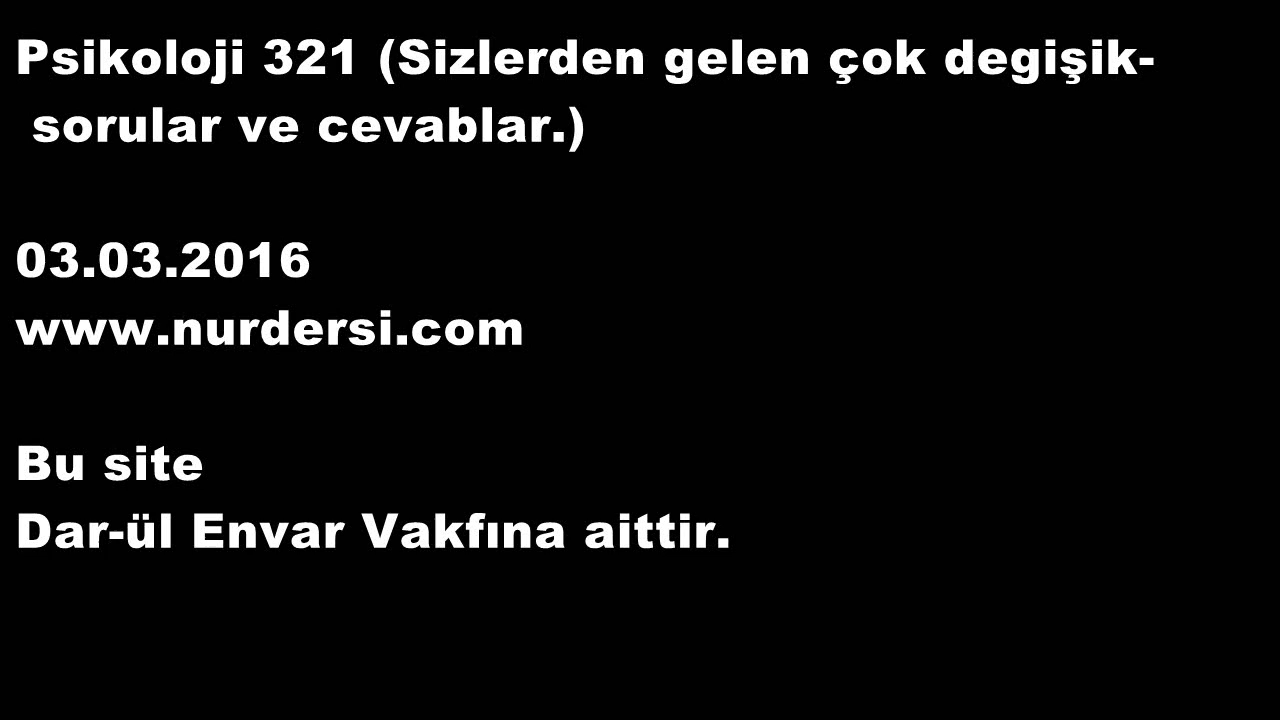 Psikoloji 321 (Sizlerden gelen çok degişik-
sorular ve cevablar.)
03.03.2016
www.nurdersi.com
Bu site
Dar-ül Envar Vakfına aittir.